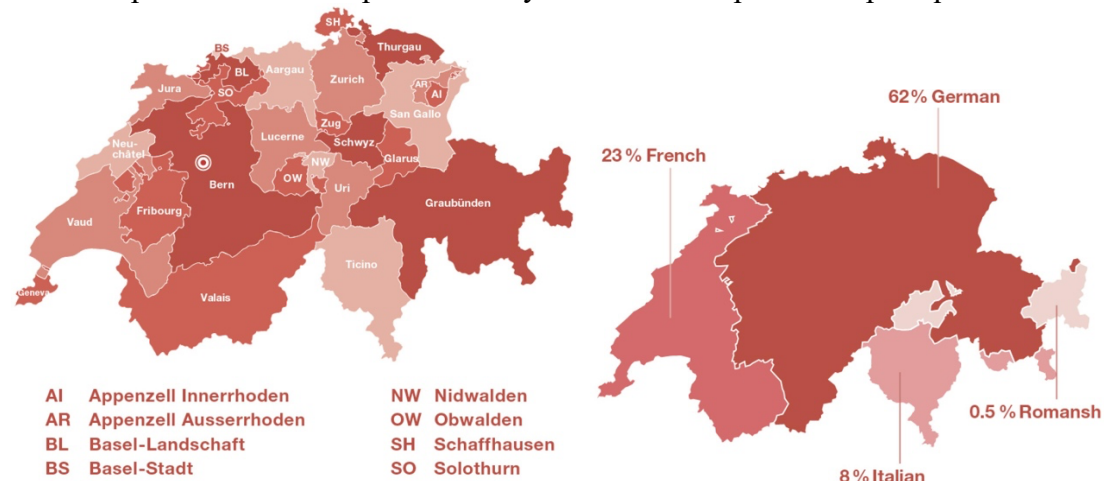 SH
BS
Thurgau
BL
Aargau
Zurich
Jura
SO
AR
AI
San Gallo
Zug
Lucerne
Neu-
châtel
Schwyz
Glarus
NW
OW
Bern
Uri
Graubünden
Fribourg
Vaud
Ticino
Geneva
Valais
AI Appenzell Innerrhoden
AR Appenzell Ausserrhoden
BL Basel-Landschaft
BS Basel-Stadt
NW Nidwalden
OW Obwalden
SH Schaffhausen
SO Solothurn
62% German
23% French
0.5% Romansh
8% Italian